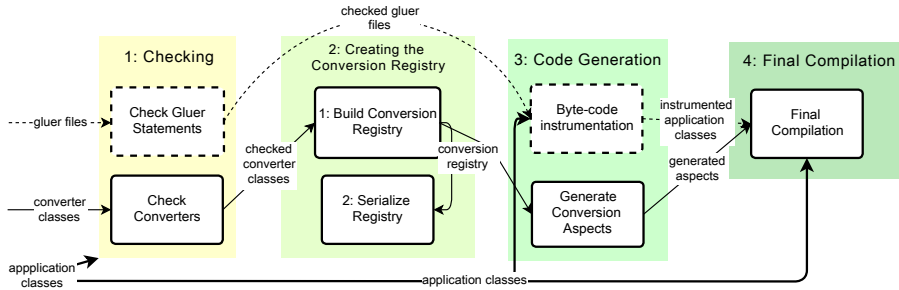 checked gluer
files
1: Checking
2: Creating the
Conversion Registry
3: Code Generation
4: Final Compilation
gluer files
Check Gluer
Statements
1: Build Conversion
Registry
Byte-code
instrumentation
instrumented
application
classes
Final
Compilation
checked
converter
classes
conversion
registry
generated
aspects
converter
classes
Check
Converters
2: Serialize
Registry
Generate
Conversion
Aspects
appplication
classes
application classes